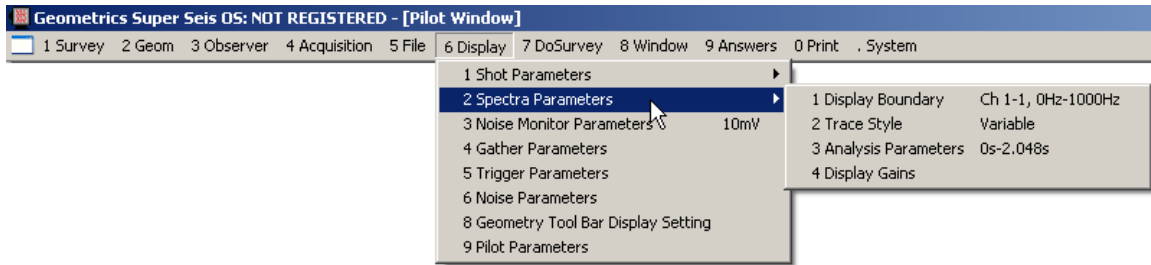 Geometrics Super Seis OS: NOT REGISTERED - [Pilot Window]
1 Survey 2 Geom 3 Observer 4 Acquisition 5 File 6 Display 7 DoSurvey 8 Window 9 Answers 0 Print . System
1 Shot Parameters
2 Spectra Parameters
3 Noise Monitor Parameters 10mV
4 Gather Parameters
5 Trigger Parameters
6 Noise Parameters
8 Geometry Tool Bar Display Setting
9 Pilot Parameters
1 Display Boundary Ch 1-1, 0Hz-1000Hz
2 Trace Style Variable
3 Analysis Parameters 0s-2.048s
4 Display Gains